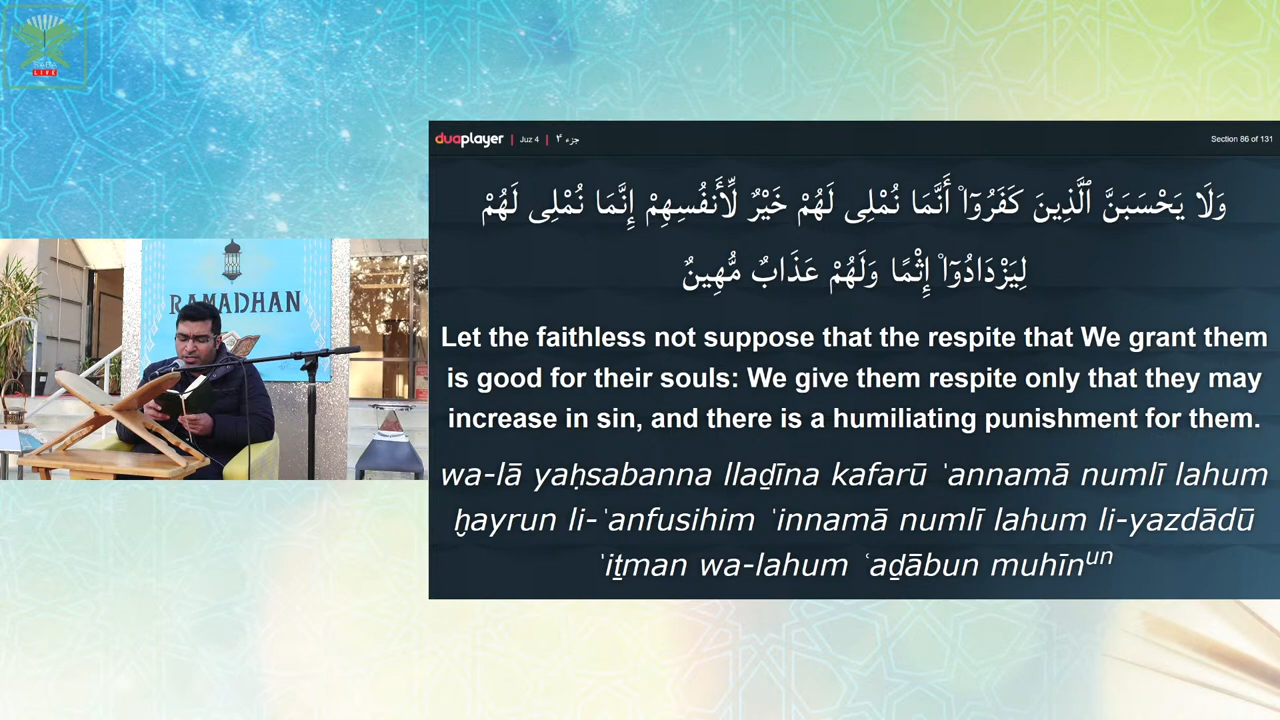 SABA
LIVE
RAMADHAN
duaplayer | Juz 4 | جزء ٤
Section 86 of 131
وَلَا يَحْسَبَنَّ ٱلَّذِينَ كَفَرُوٓا۟ أَنَّمَا نُمْلِى لَهُمْ خَيْرٌ لِّأَنفُسِهِمْ إِنَّمَا نُمْلِى لَهُمْ
لِيَزْدَادُوٓا۟ إِثْمًا وَلَهُمْ عَذَابٌ مُّهِينٌ
Let the faithless not suppose that the respite that We grant them
is good for their souls: We give them respite only that they may
increase in sin, and there is a humiliating punishment for them.
wa-lā yaḥsabanna llaḏīna kafarū ʾannamā numlī lahum
ḫayrun li-ʾanfusihim ʾinnamā numlī lahum li-yazdādū
ʾiṯman wa-lahum ʿaḏābun muhīnᵘⁿ